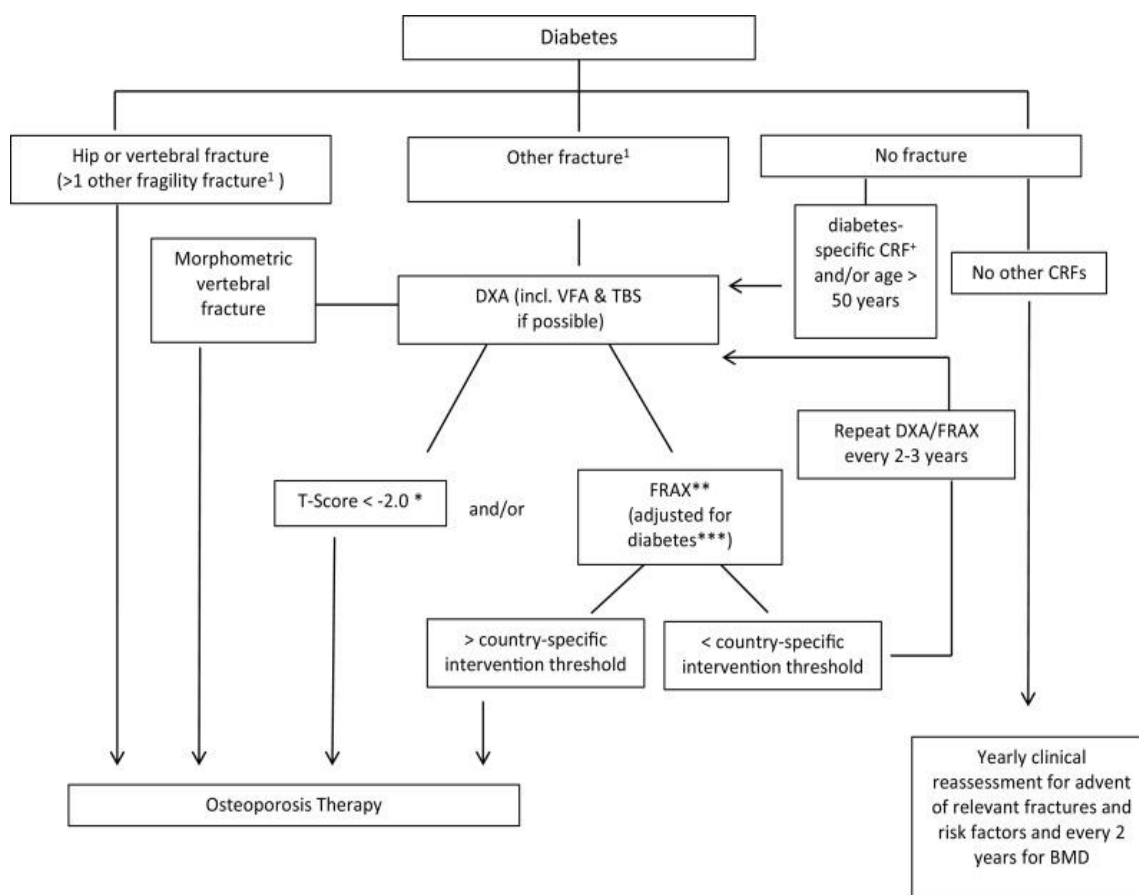 Diabetes
Hip or vertebral fracture
(>1 other fragility fracture¹ )
Other fracture¹
No fracture
Morphometric
vertebral
fracture
DXA (incl. VFA & TBS
if possible)
diabetes-
specific CRF⁺
and/or age >
50 years
No other CRFs
Repeat DXA/FRAX
every 2-3 years
T-Score < -2.0 *
and/or
FRAX**
(adjusted for
diabetes***)
> country-specific
intervention threshold
< country-specific
intervention threshold
Osteoporosis Therapy
Yearly clinical
reassessment for advent
of relevant fractures and
risk factors and every 2
years for BMD